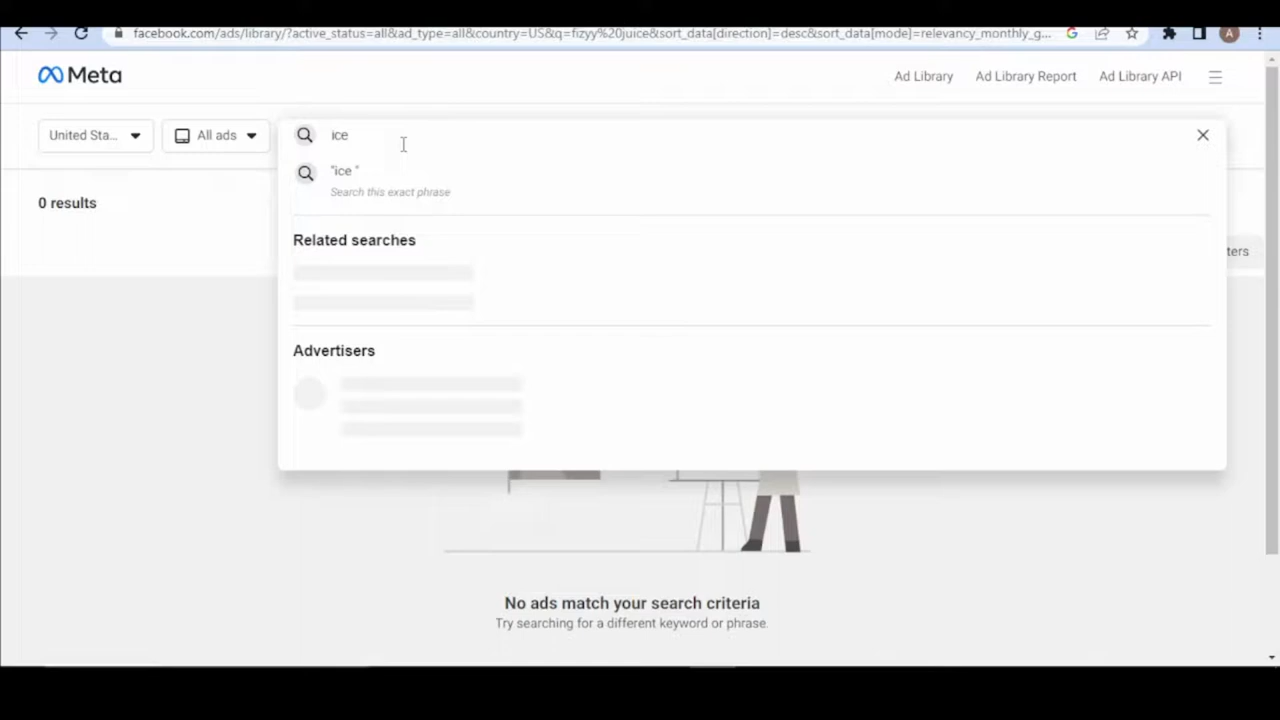 facebook.com/ads/library/?active_status=all&ad_type=all&country=US&q=fizyy%20juice&sort_data[direction]=desc&sort_data[mode]=relevancy_monthly_g...
A
Meta
Ad Library
Ad Library Report
Ad Library API
United Sta...
All ads
ice
"ice "
Search this exact phrase
0 results
Related searches
ters
Advertisers
No ads match your search criteria
Try searching for a different keyword or phrase.